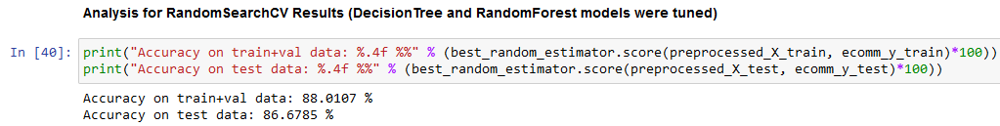 Analysis for RandomSearchCV Results (DecisionTree and RandomForest models were tuned)
In [40]: print("Accuracy on train+val data: %.4f %%" % (best_random_estimator.score(preprocessed_X_train, ecomm_y_train)*100))
print("Accuracy on test data: %.4f %%" % (best_random_estimator.score(preprocessed_X_test, ecomm_y_test)*100))
Accuracy on train+val data: 88.0107 %
Accuracy on test data: 86.6785 %